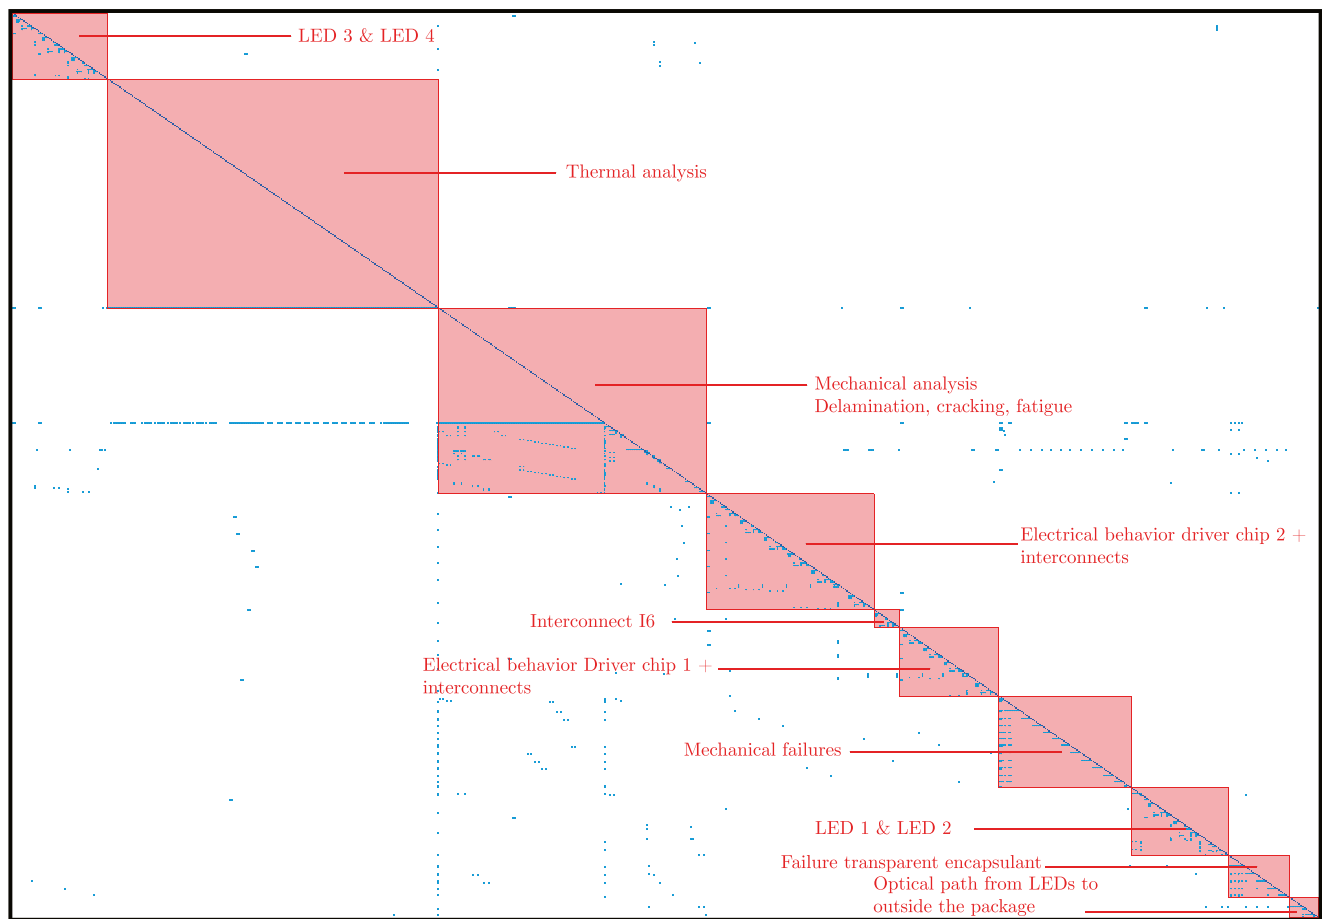 LED 3 & LED 4
Thermal analysis
Mechanical analysis
Delamination, cracking, fatigue
Electrical behavior driver chip 2 +
interconnects
Interconnect I6
Electrical behavior Driver chip 1 +
interconnects
Mechanical failures
LED 1 & LED 2
Failure transparent encapsulant
Optical path from LEDs to
outside the package